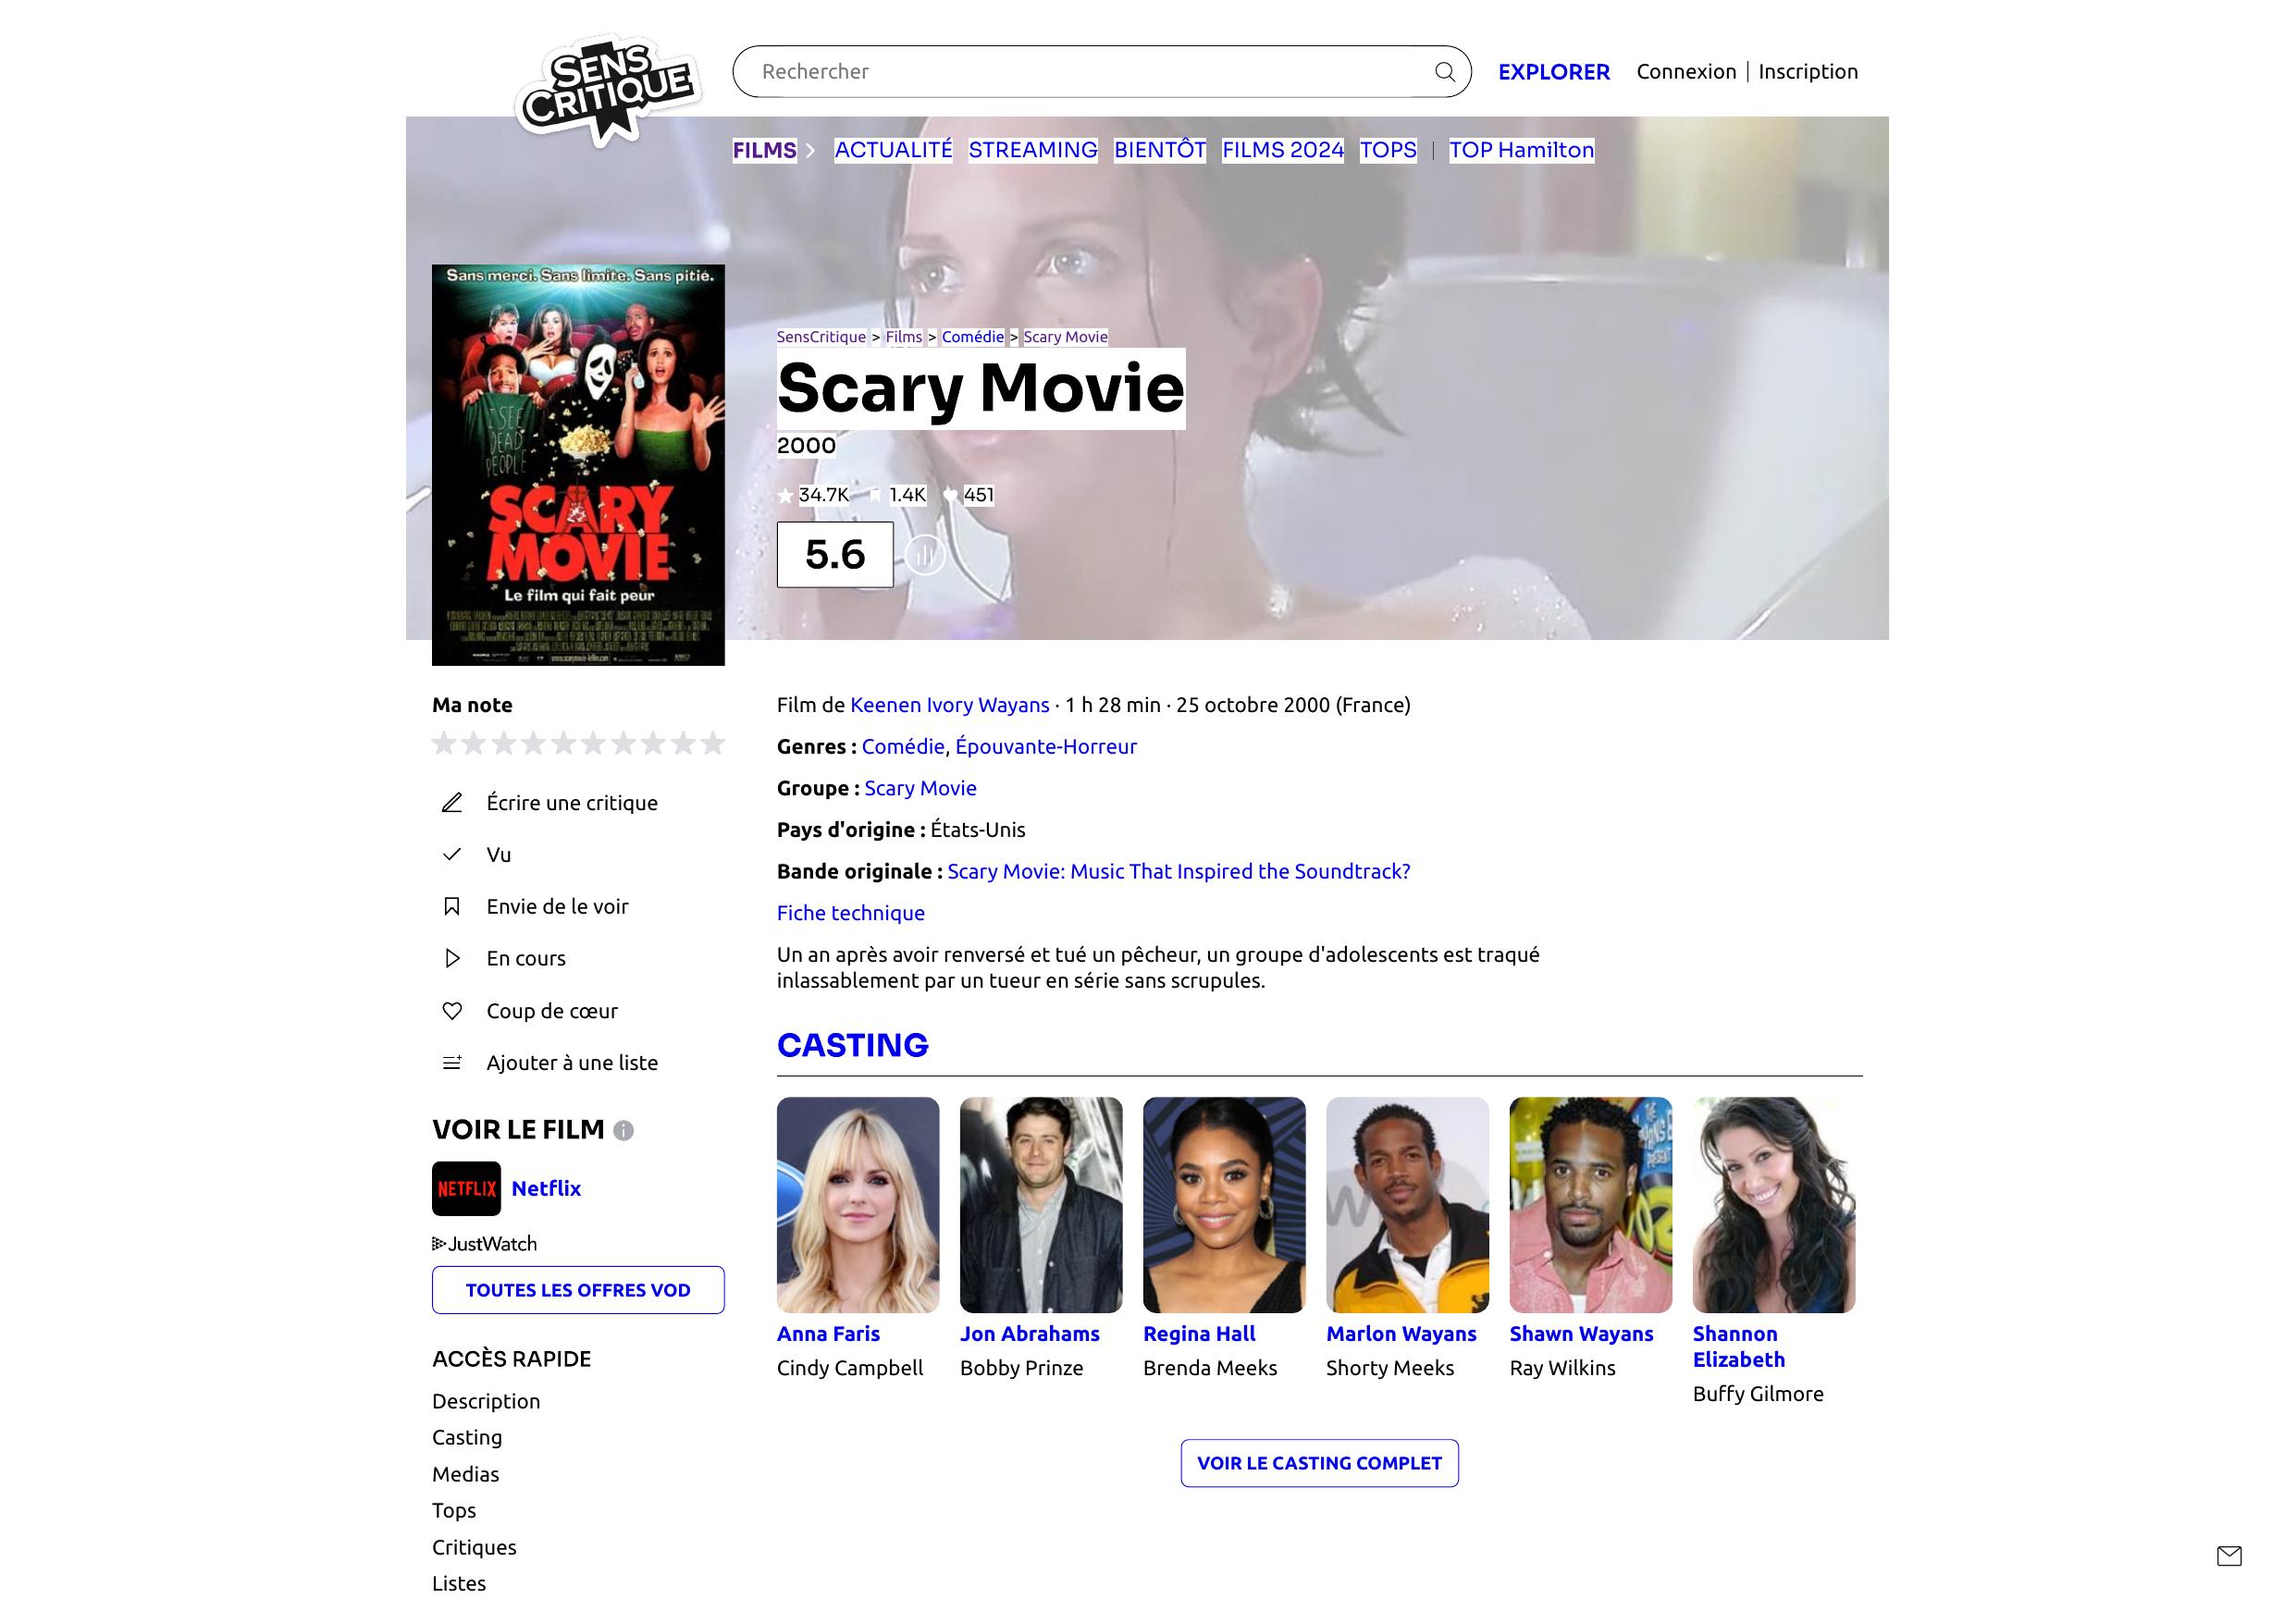 SENS
CRITIQUE
Rechercher
EXPLORER
Connexion | Inscription
FILMS > ACTUALITÉ STREAMING BIENTÔT FILMS 2024 TOPS | TOP Hamilton
Sans merci. Sans limite. Sans pitié.
I SEE
DEAD
PEOPLE
SCARY
MOVIE
Le film qui fait peur
SensCritique > Films > Comédie > Scary Movie
Scary Movie
2000
34.7K 1.4K 451
5.6
Ma note
Écrire une critique
Vu
Envie de le voir
En cours
Coup de cœur
Ajouter à une liste
VOIR LE FILM
NETFLIX Netflix
JustWatch
TOUTES LES OFFRES VOD
ACCÈS RAPIDE
Description
Casting
Medias
Tops
Critiques
Listes
Film de Keenen Ivory Wayans · 1 h 28 min · 25 octobre 2000 (France)
Genres : Comédie, Épouvante-Horreur
Groupe : Scary Movie
Pays d'origine : États-Unis
Bande originale : Scary Movie: Music That Inspired the Soundtrack?
Fiche technique
Un an après avoir renversé et tué un pêcheur, un groupe d'adolescents est traqué
inlassablement par un tueur en série sans scrupules.
CASTING
Anna Faris
Cindy Campbell
Jon Abrahams
Bobby Prinze
Regina Hall
Brenda Meeks
Marlon Wayans
Shorty Meeks
Shawn Wayans
Ray Wilkins
Shannon
Elizabeth
Buffy Gilmore
VOIR LE CASTING COMPLET